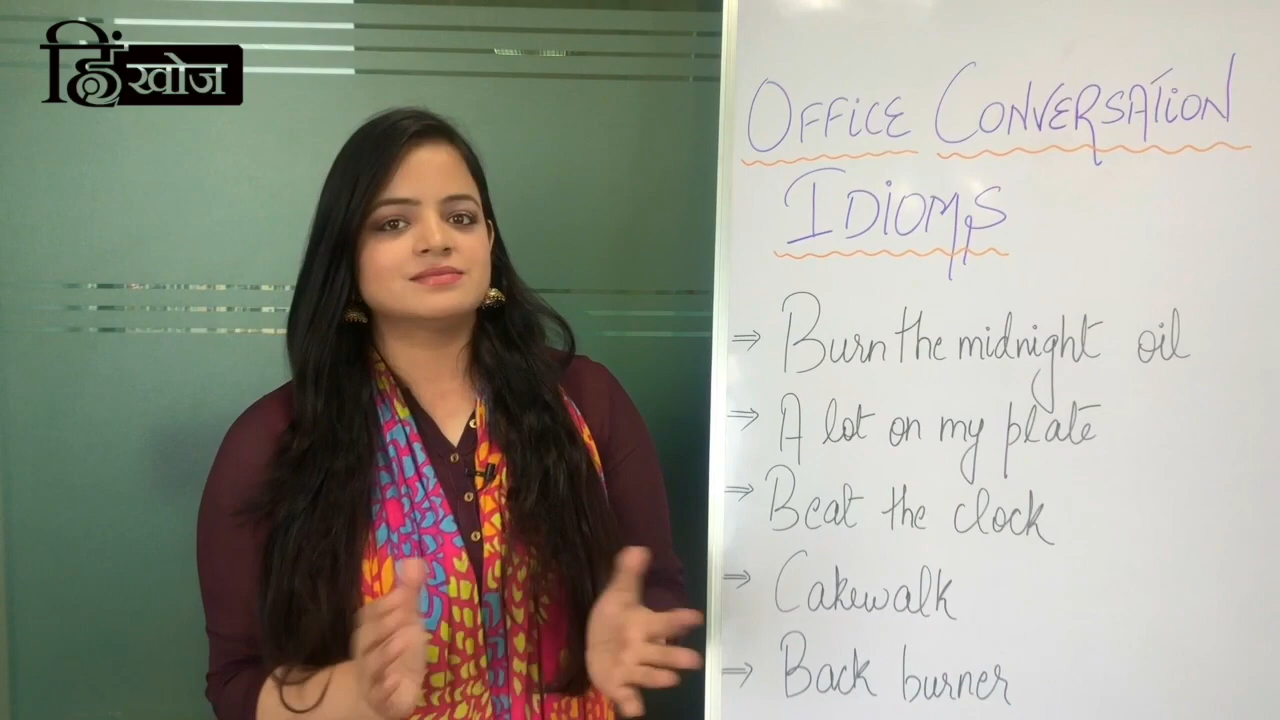 हिंखोज
OFFICE CONVERSATION
IDIOMS
⇒ Burn the midnight oil
⇒ A lot on my plate
⇒ Beat the clock
⇒ Cakewalk
⇒ Back burner